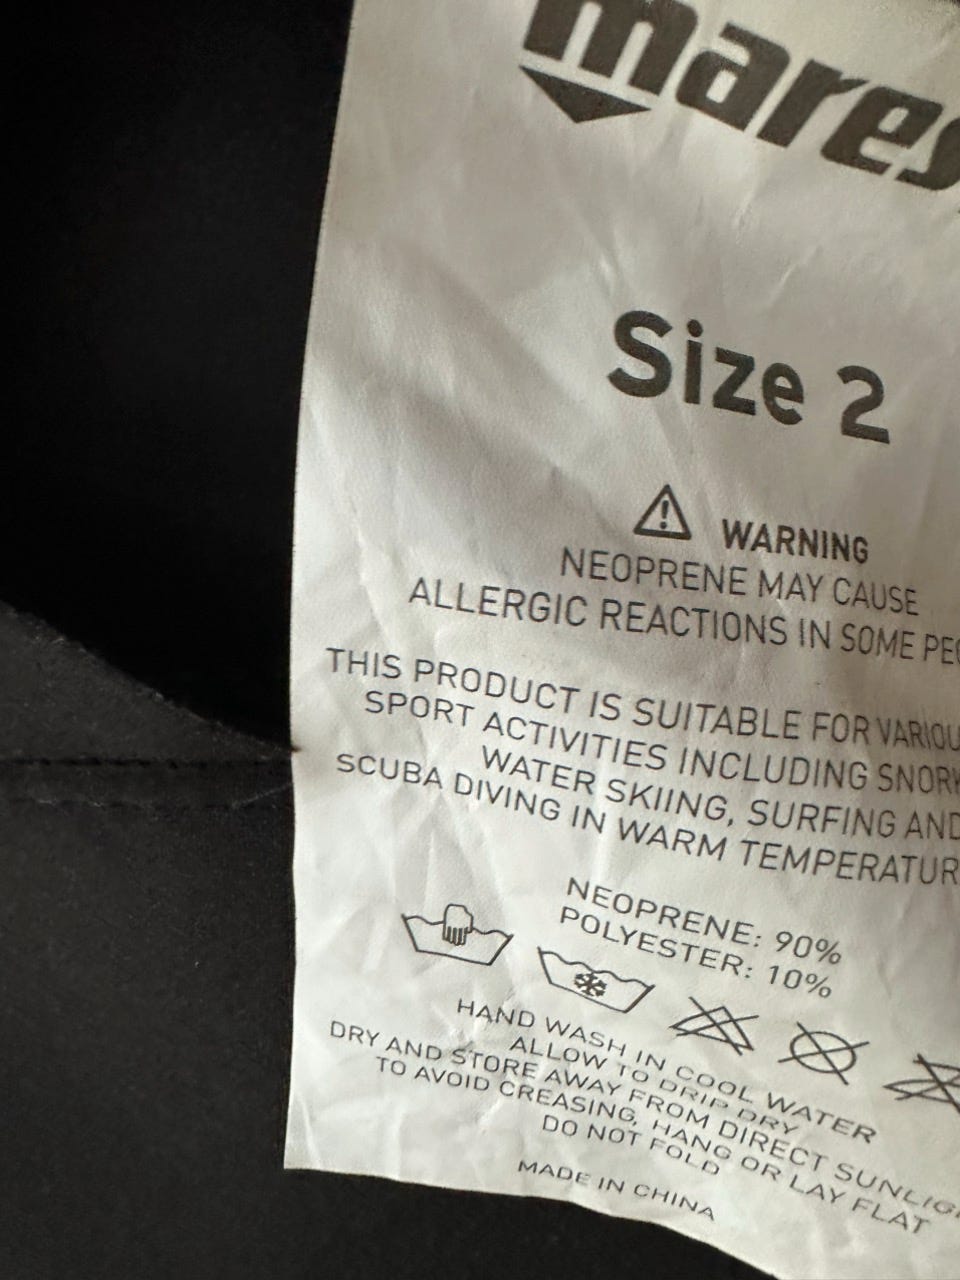 mares
Size 2
WARNING
NEOPRENE MAY CAUSE
ALLERGIC REACTIONS IN SOME
THIS PRODUCT IS SUITABLE FOR
SPORT ACTIVITIES INCLUDING
WATER SKIING, SURFING AND
SCUBA DIVING IN WARM
NEOPRENE: 90%
POLYESTER: 10%
HAND WASH IN COOL WATER
ALLOW TO DRIP DRY
DRY AND STORE AWAY FROM DIRECT
TO AVOID CREASING, HANG OR LAY FLAT
DO NOT FOLD
MADE IN CHINA